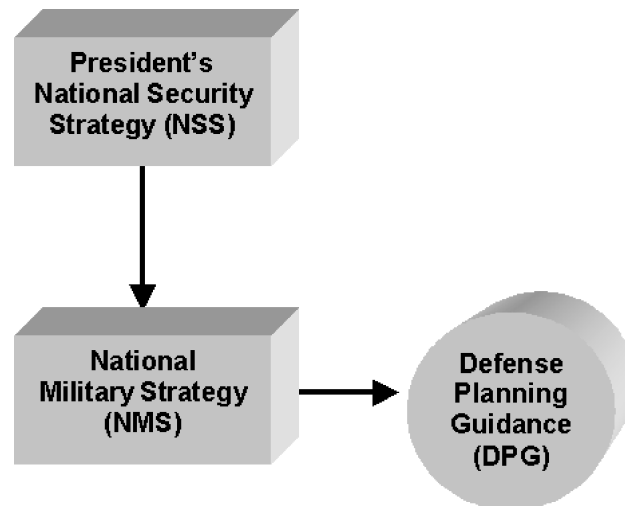 President’s
National Security
Strategy (NSS)
National
Military Strategy
(NMS)
Defense
Planning
Guidance
(DPG)